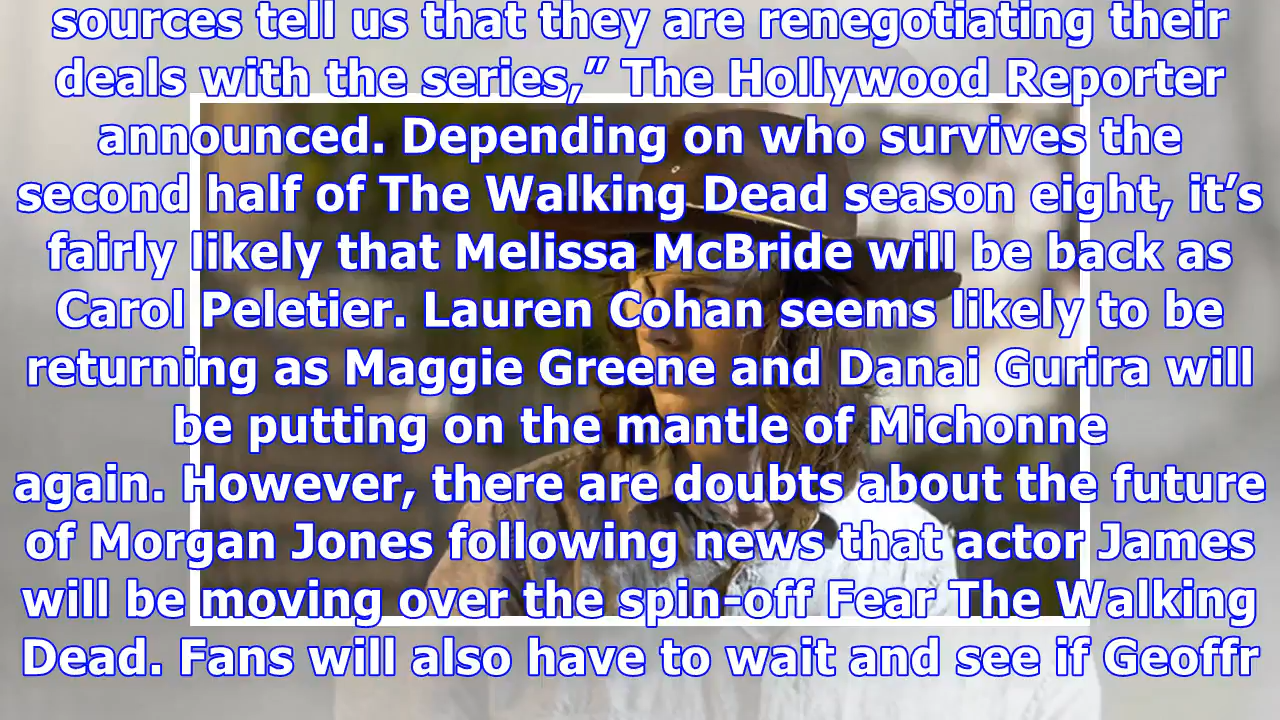 sources tell us that they are renegotiating their
deals with the series,” The Hollywood Reporter
announced. Depending on who survives the
second half of The Walking Dead season eight, it’s
fairly likely that Melissa McBride will be back as
Carol Peletier. Lauren Cohan seems likely to be
returning as Maggie Greene and Danai Gurira will
be putting on the mantle of Michonne
again. However, there are doubts about the future
of Morgan Jones following news that actor James
will be moving over the spin-off Fear The Walking
Dead. Fans will also have to wait and see if Geoffr